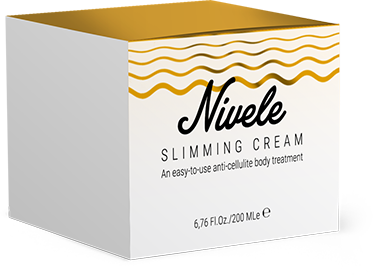 Nivele
SLIMMING CREAM
An easy-to-use anti-cellulite body treatment
6,76 Fl.Oz./200 MLe ℮